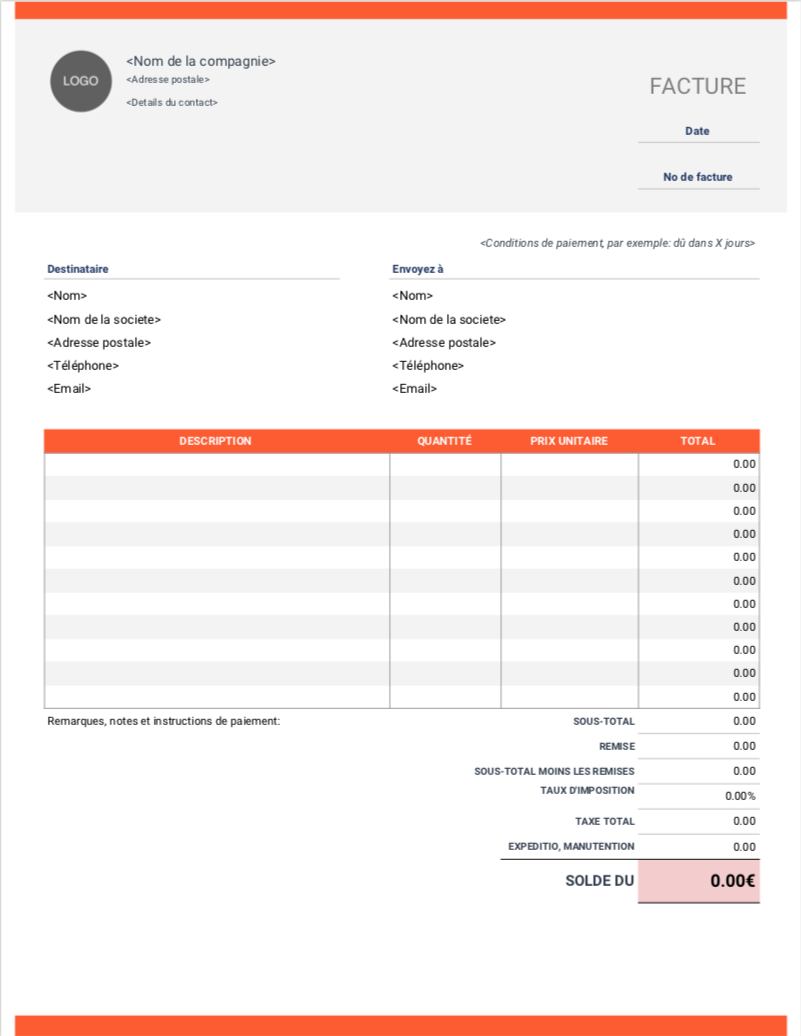 LOGO
<Nom de la compagnie>
<Adresse postale>
<Details du contact>
FACTURE
Date
No de facture
<Conditions de paiement, par exemple: dû dans X jours>
Destinataire
Envoyez à
<Nom>
<Nom>
<Nom de la societe>
<Nom de la societe>
<Adresse postale>
<Adresse postale>
<Téléphone>
<Téléphone>
<Email>
<Email>
DESCRIPTION QUANTITÉ PRIX UNITAIRE TOTAL
0.00
0.00
0.00
0.00
0.00
0.00
0.00
0.00
0.00
0.00
0.00
Remarques, notes et instructions de paiement:
SOUS-TOTAL 0.00
REMISE 0.00
SOUS-TOTAL MOINS LES REMISES 0.00
TAUX D'IMPOSITION 0.00%
TAXE TOTAL 0.00
EXPEDITIO, MANUTENTION 0.00
SOLDE DU 0.00€